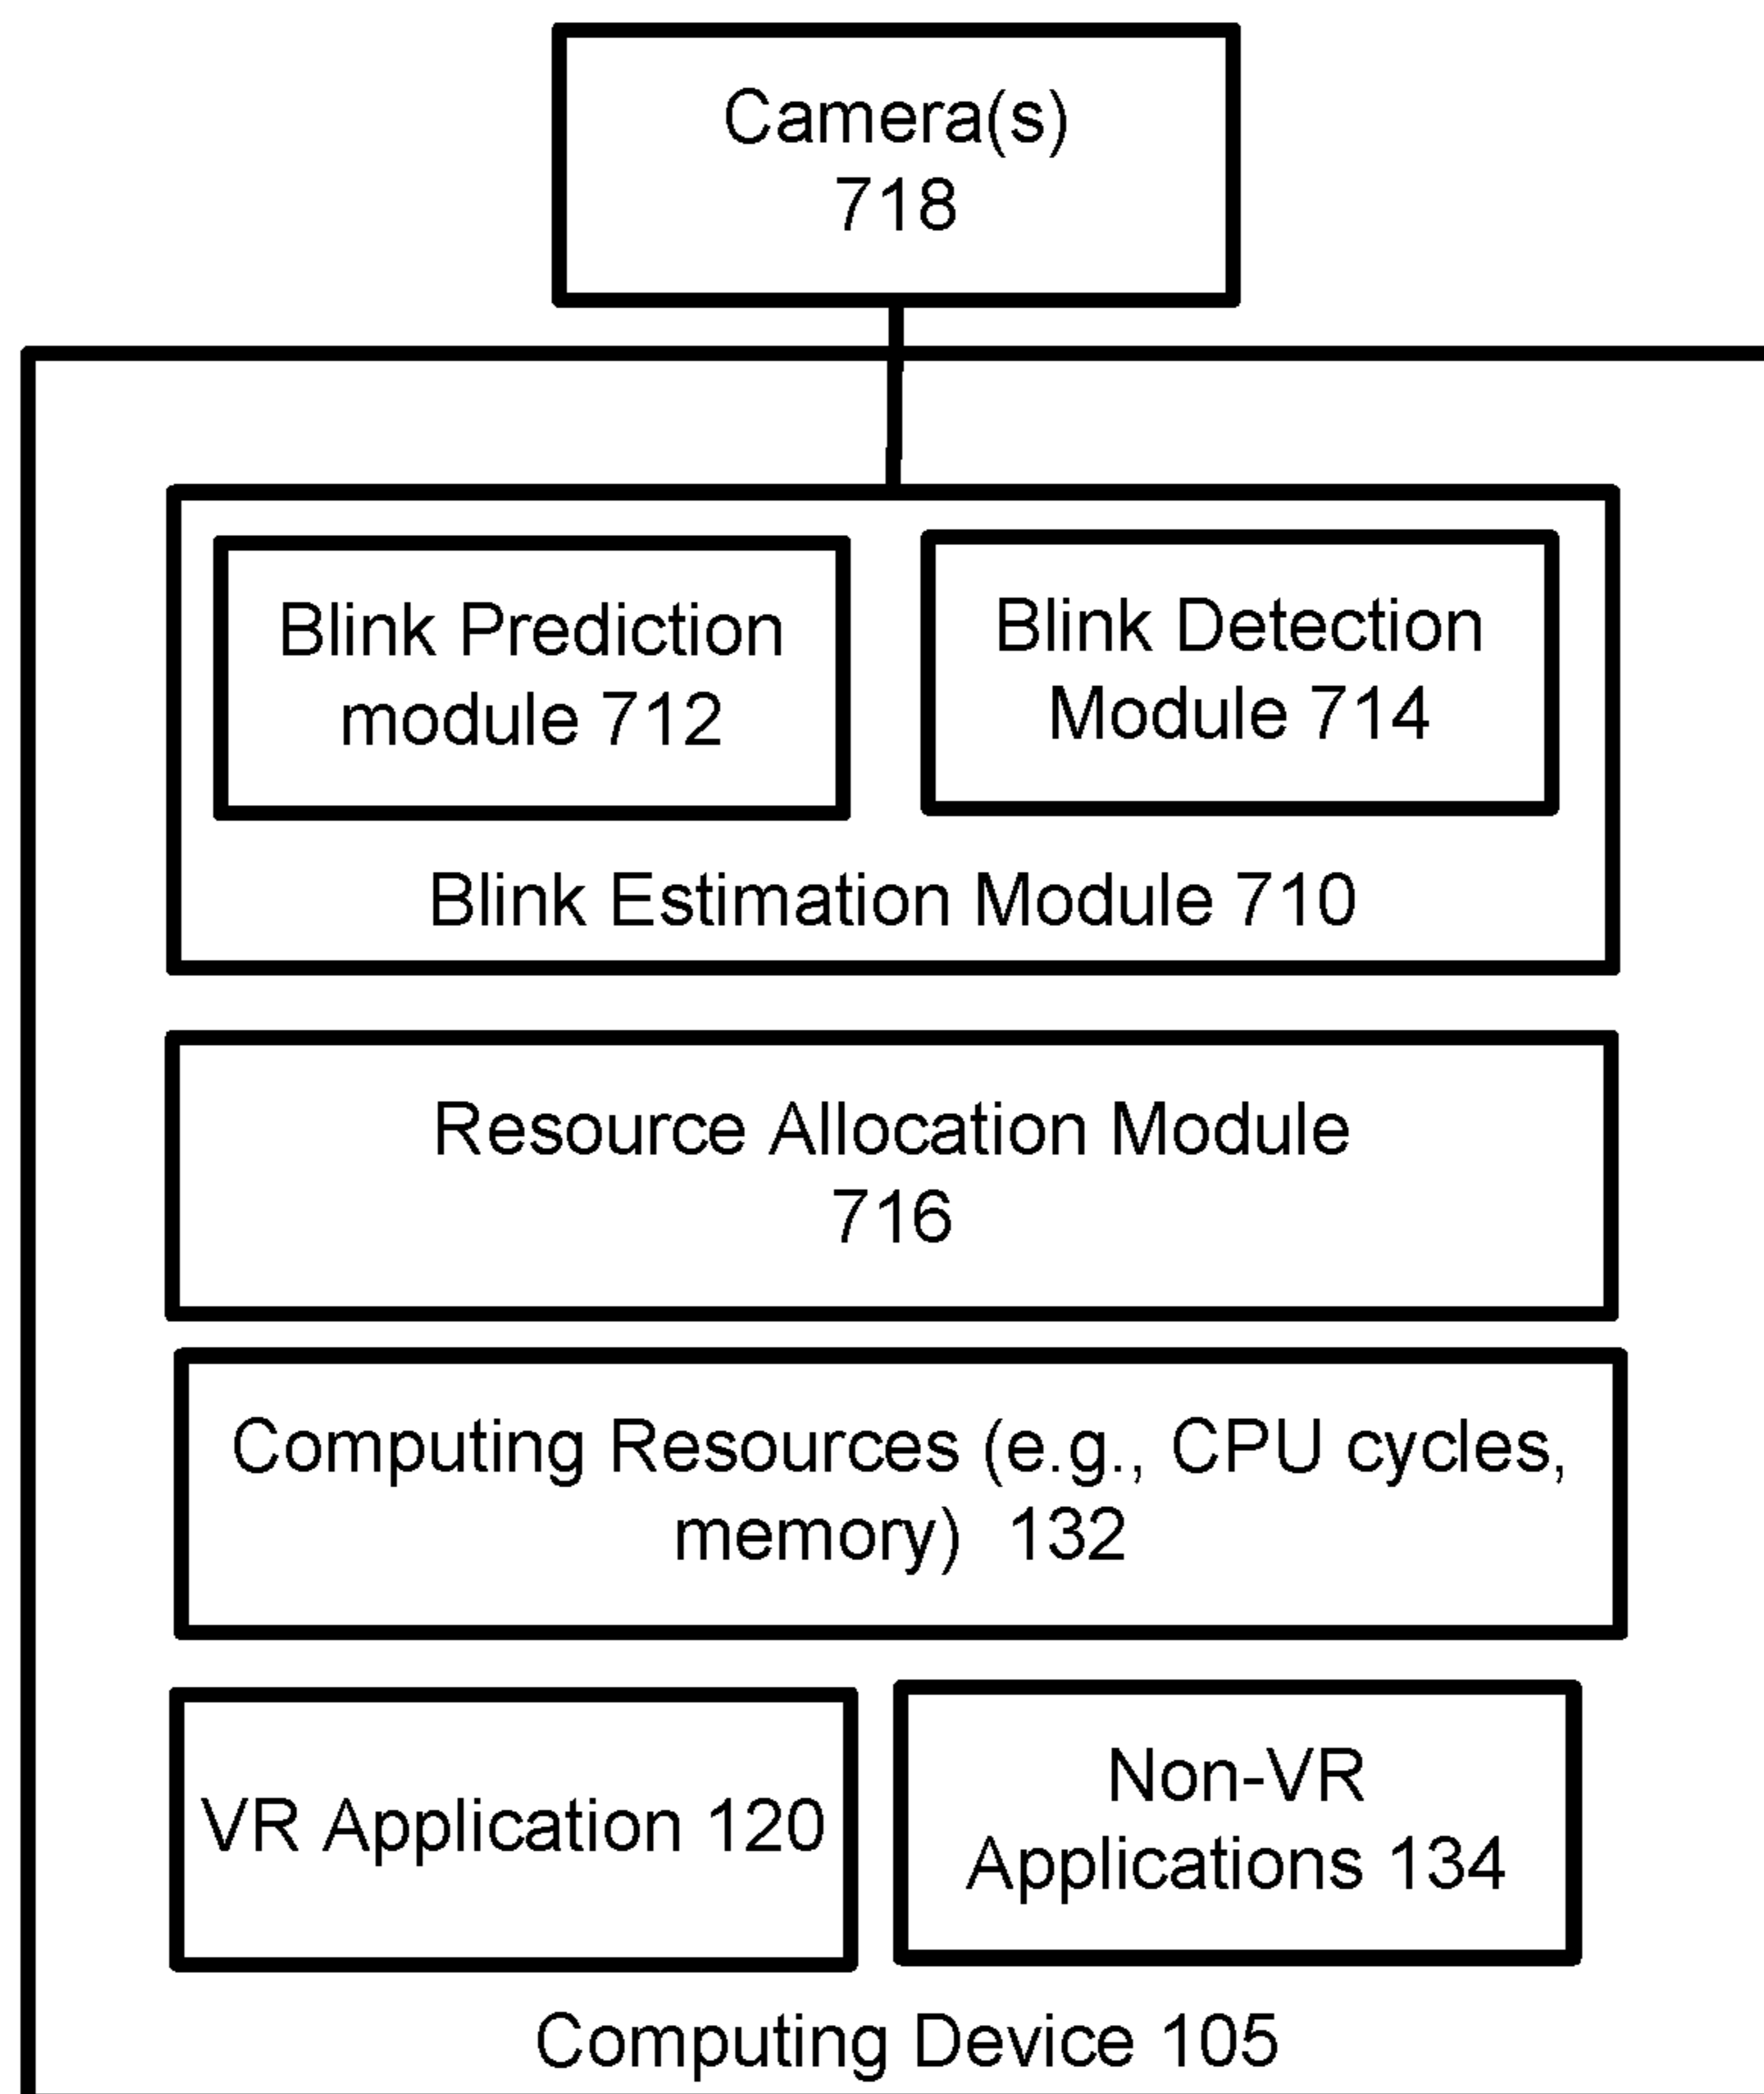 Camera(s)
718
Blink Prediction
module 712
Blink Detection
Module 714
Blink Estimation Module 710
Resource Allocation Module
716
Computing Resources (e.g., CPU cycles,
memory) 132
VR Application 120
Non-VR
Applications 134
Computing Device 105